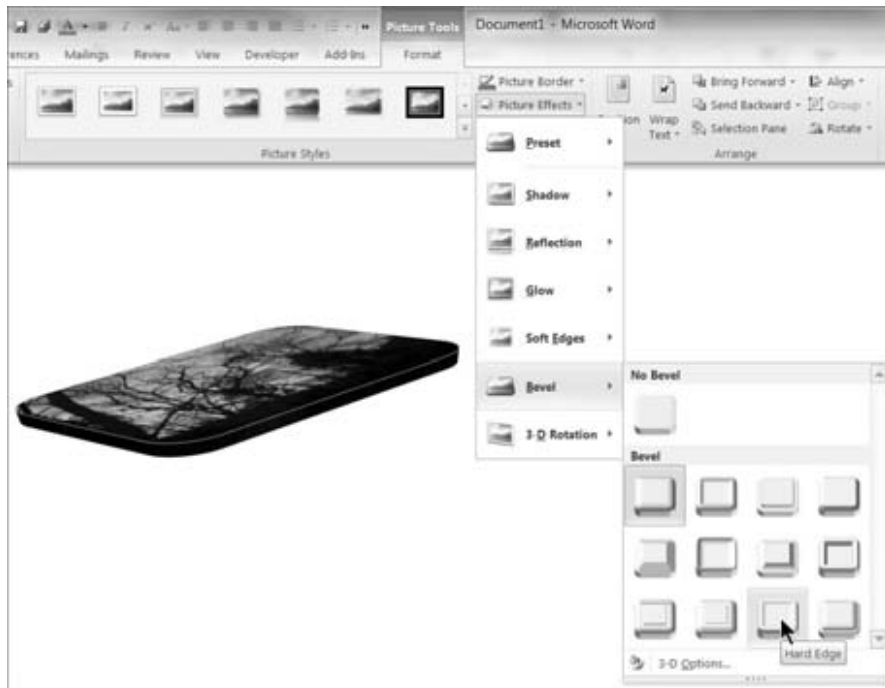 Picture Tools Document1 - Microsoft Word
Mailings Review View Developer Add-Ins Format
Picture Border Bring Forward Align
Picture Effects Send Backward Group
Wrap Text Selection Pane Rotate
Picture Styles Arrange
Preset
Shadow
Reflection
Glow
Soft Edges
Bevel
3-D Rotation
No Bevel
Bevel
Hard Edge
3-D Options...